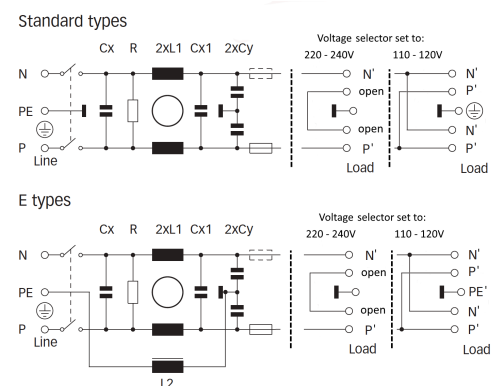 Standard types
Voltage selector set to:
220 - 240V 110 - 120V
Cx R 2xL1 Cx1 2xCy
N N' N'
open P'
PE
open N'
P P' P'
Line Load Load
E types
Voltage selector set to:
220 - 240V 110 - 120V
Cx R 2xL1 Cx1 2xCy
N N' N'
open P'
PE PE'
open N'
P P' P'
Line Load Load
L2